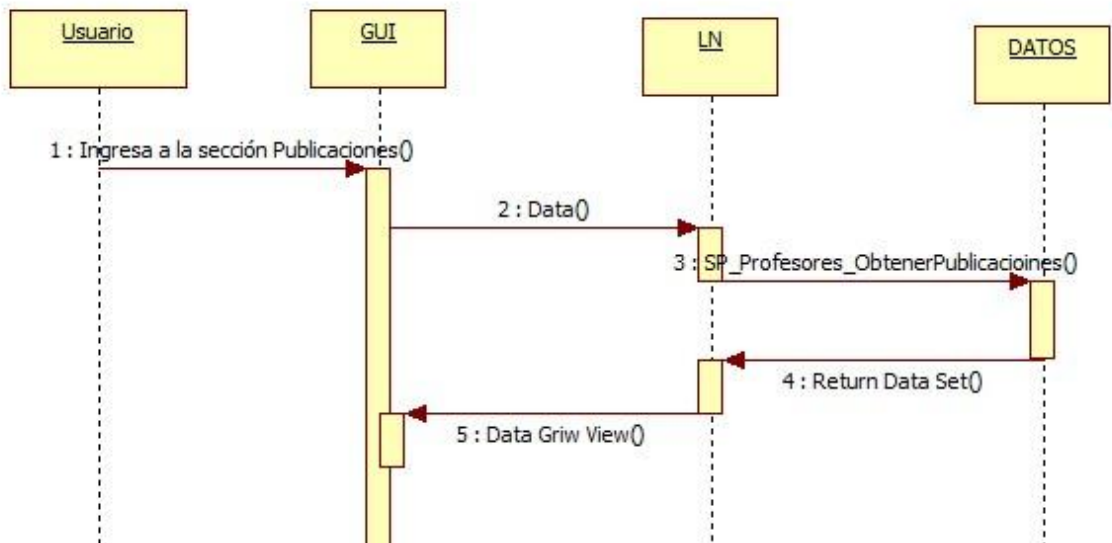 Usuario
GUI
LN
DATOS
1 : Ingresa a la sección Publicaciones()
2 : Data()
3 : SP_Profesores_ObtenerPublicacioines()
4 : Return Data Set()
5 : Data Griw View()